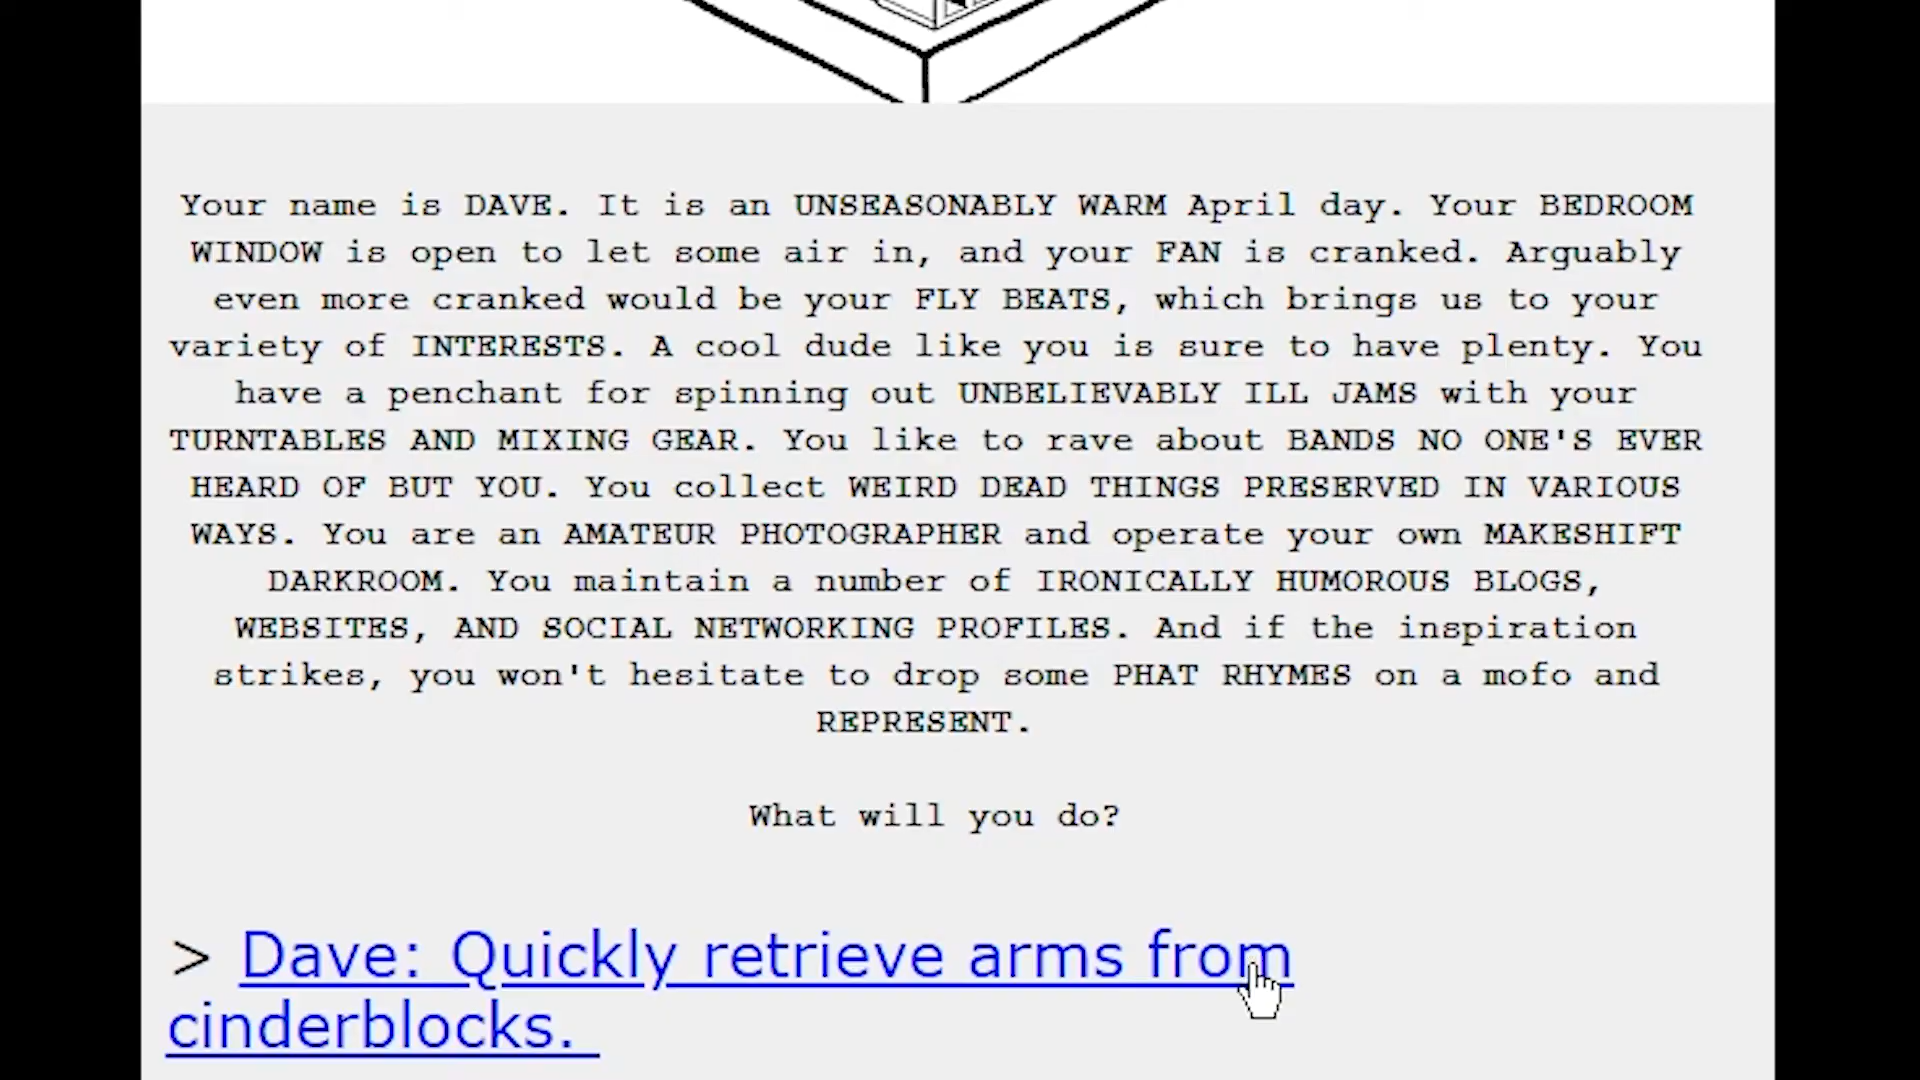 Your name is DAVE. It is an UNSEASONABLY WARM April day. Your BEDROOM
WINDOW is open to let some air in, and your FAN is cranked. Arguably
even more cranked would be your FLY BEATS, which brings us to your
variety of INTERESTS. A cool dude like you is sure to have plenty. You
have a penchant for spinning out UNBELIEVABLY ILL JAMS with your
TURNTABLES AND MIXING GEAR. You like to rave about BANDS NO ONE'S EVER
HEARD OF BUT YOU. You collect WEIRD DEAD THINGS PRESERVED IN VARIOUS
WAYS. You are an AMATEUR PHOTOGRAPHER and operate your own MAKESHIFT
DARKROOM. You maintain a number of IRONICALLY HUMOROUS BLOGS,
WEBSITES, AND SOCIAL NETWORKING PROFILES. And if the inspiration
strikes, you won't hesitate to drop some PHAT RHYMES on a mofo and
REPRESENT.
What will you do?
> Dave: Quickly retrieve arms from
cinderblocks.